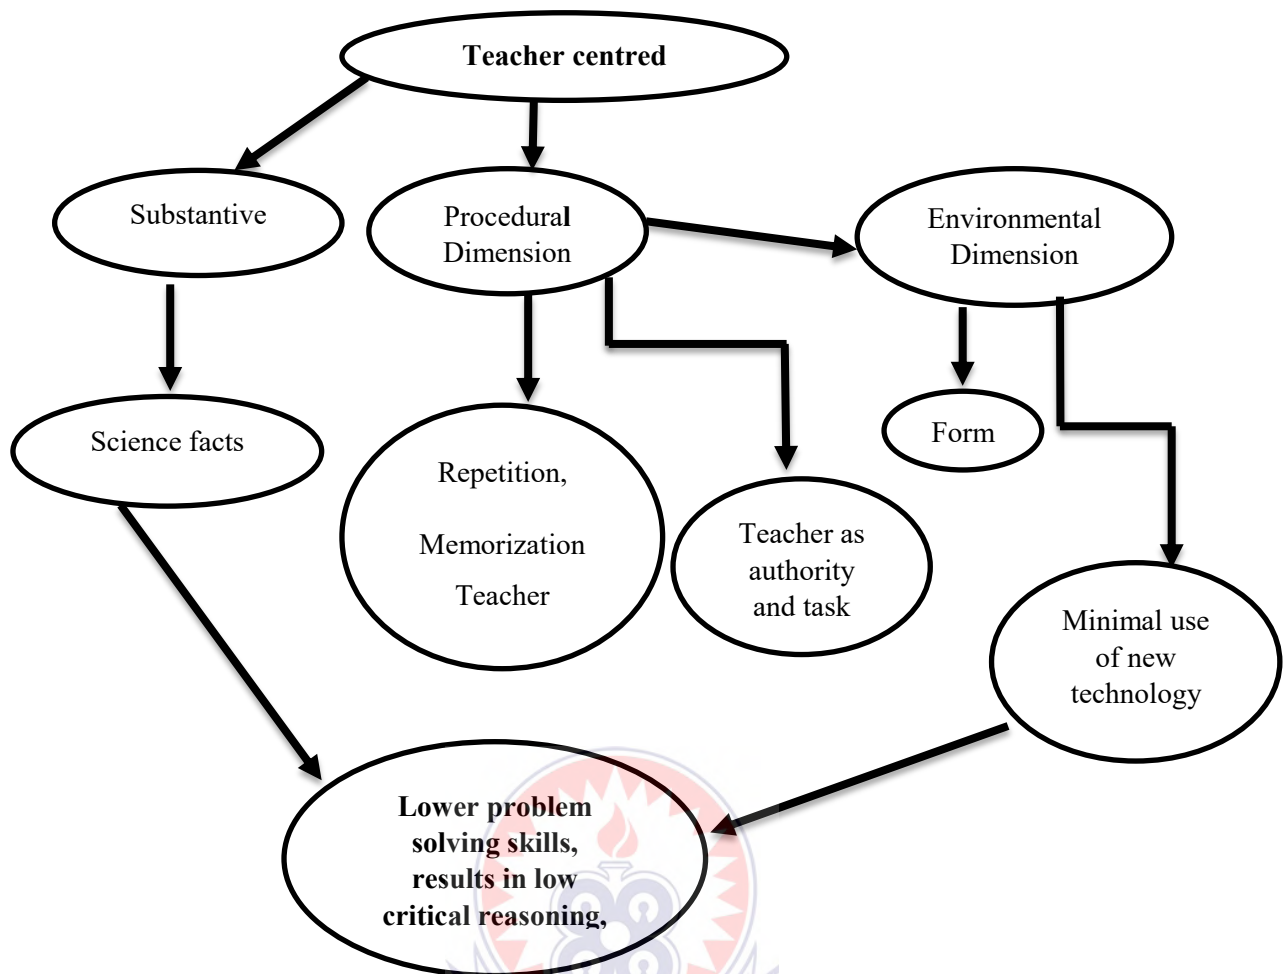 Teacher centred
Substantive
Procedural
Dimension
Environmental
Dimension
Science facts
Repetition,
Memorization
Teacher
Teacher as
authority
and task
Form
Minimal use
of new
technology
Lower problem
solving skills,
results in low
critical reasoning,